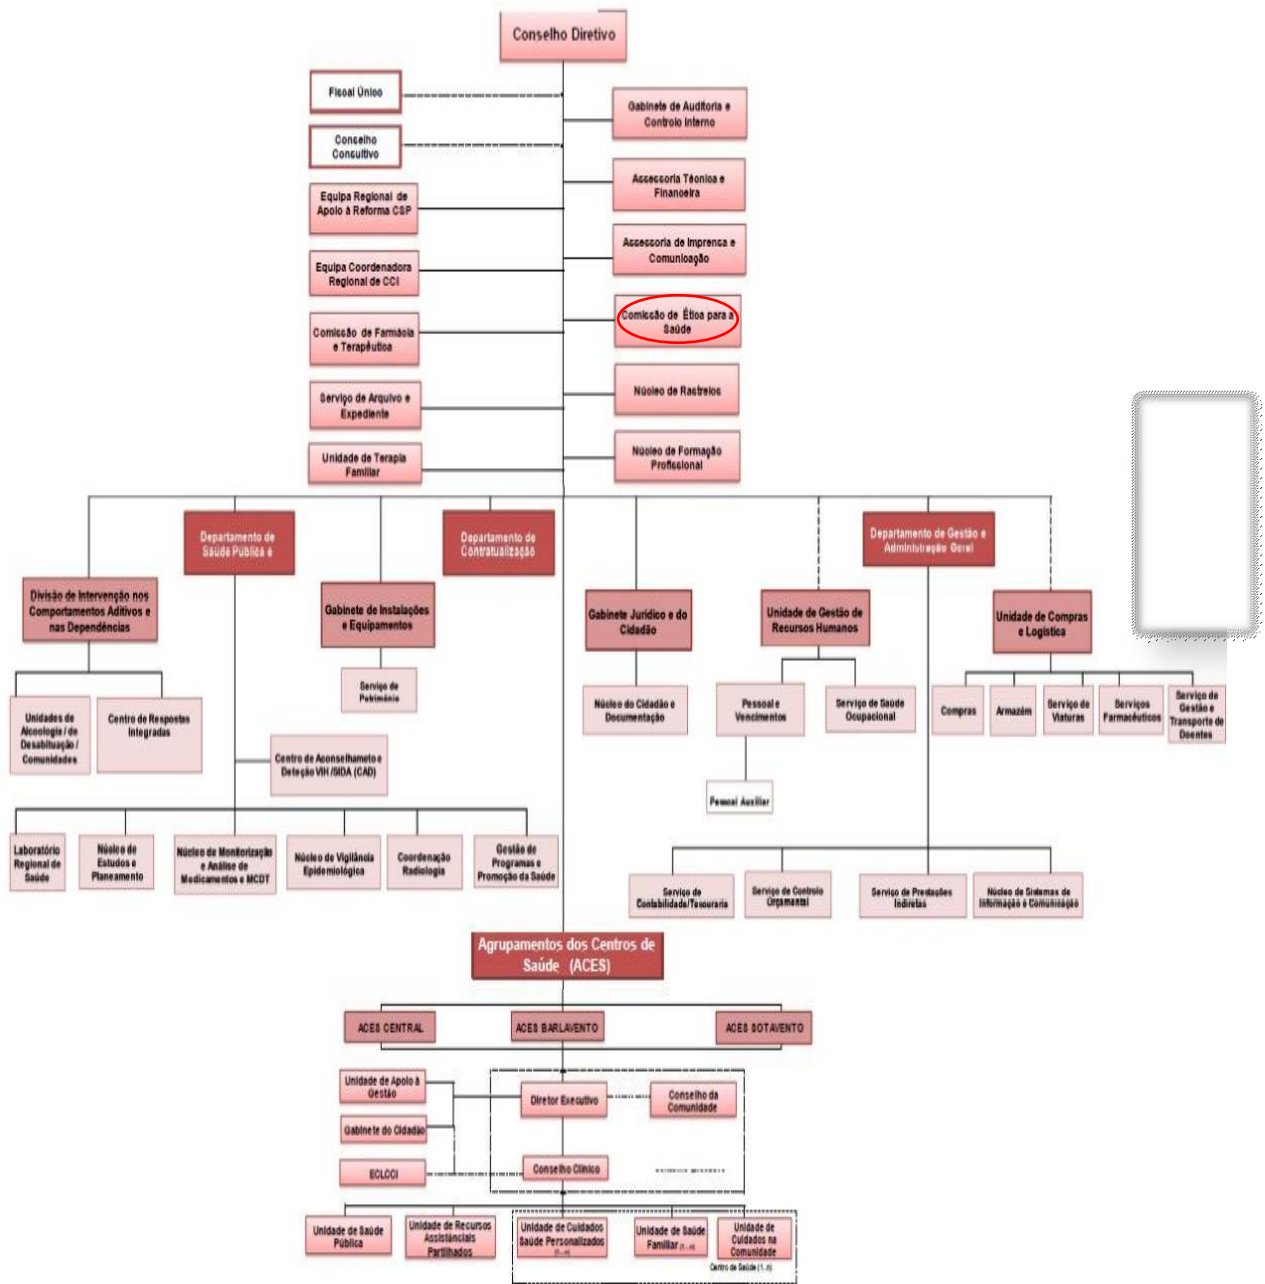 Conselho Diretivo
Fiscal Único
Gabinete de Auditoria e
Controlo Interno
Conselho
Consultivo
Assessoria Técnica e
Financeira
Equipa Regional de
Apoio à Reforma CSP
Assessoria de Imprensa e
Comunicação
Equipa Coordenadora
Regional de CCI
Comissão de Ética para a
Saúde
Comissão de Farmácia
e Terapêutica
Núcleo de Rastreios
Serviço de Arquivo e
Expediente
Núcleo de Formação
Profissional
Unidade de Terapia
Familiar
Departamento de
Saúde Pública e
Departamento de
Contratualização
Departamento de Gestão e
Administração Geral
Divisão de Intervenção nos
Comportamentos Aditivos e
nas Dependências
Gabinete de Instalações
e Equipamentos
Gabinete Jurídico e do
Cidadão
Unidade de Gestão de
Recursos Humanos
Unidade de Compras
e Logística
Unidades de
Alcoologia / de
Desabituação /
Comunidades
Centro de Respostas
Integradas
Serviço de
Património
Núcleo do Cidadão e
Documentação
Pessoal e
Vencimentos
Serviço de Saúde
Ocupacional
Compras
Armazém
Serviço de
Viaturas
Serviços
Farmacêuticos
Serviço de
Gestão e
Transporte de
Doentes
Centro de Aconselhameto e
Deteção VIH /SIDA (CAD)
Pessoal Auxiliar
Laboratório
Regional de
Saúde
Núcleo de
Estudos e
Planeamento
Núcleo de Monitorização
e Análise de
Medicamentos e MCDT
Núcleo de Vigilância
Epidemiológica
Coordenação
Radiologia
Gestão de
Programas e
Promoção da Saúde
Serviço de
Contabilidade/Tesouraria
Serviço de Controlo
Orçamental
Serviço de Prestações
Indiretas
Núcleo de Sistemas de
Informação e Comunicação
Agrupamentos dos Centros de
Saúde (ACES)
ACES CENTRAL
ACES BARLAVENTO
ACES SOTAVENTO
Unidade de Apoio à
Gestão
Diretor Executivo
Conselho da
Comunidade
Gabinete do Cidadão
ECLCCI
Conselho Clínico
Unidade de Saúde
Pública
Unidade de Recursos
Assistênciais
Partilhados
Unidade de Cuidados
Saúde Personalizados
(1...n)
Unidade de Saúde
Familiar (1...n)
Unidade de
Cuidados na
Comunidade
Centro de Saúde (1..n)